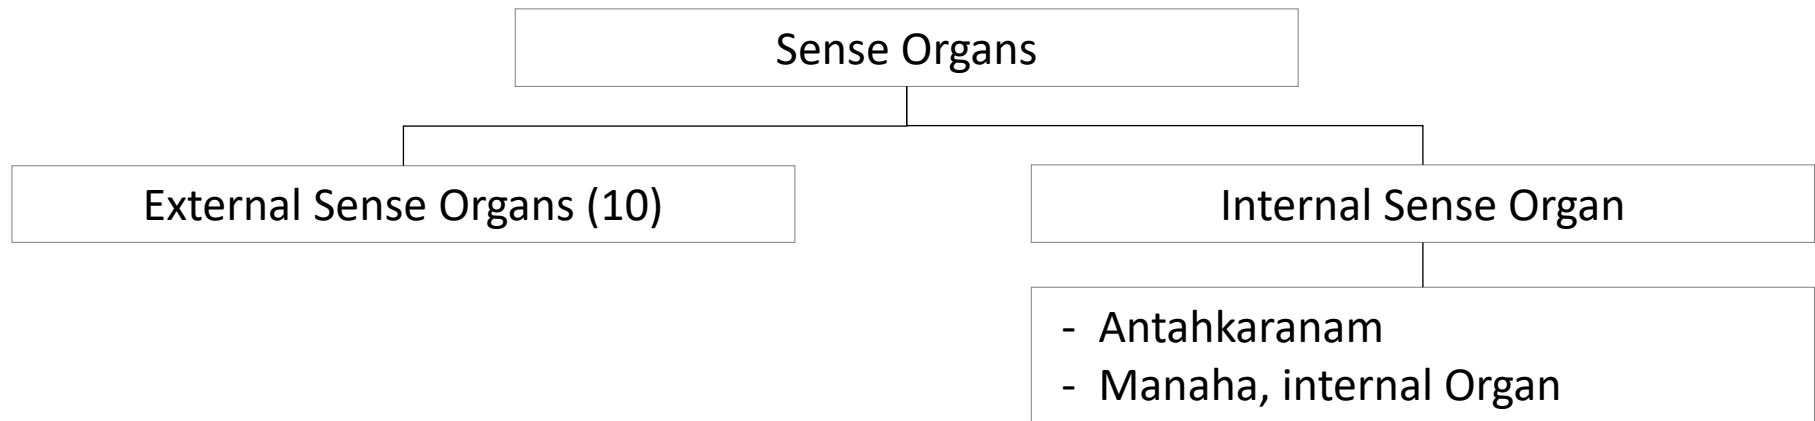 Sense Organs
External Sense Organs (10)
Internal Sense Organ
- Antahkaranam
- Manaha, internal Organ